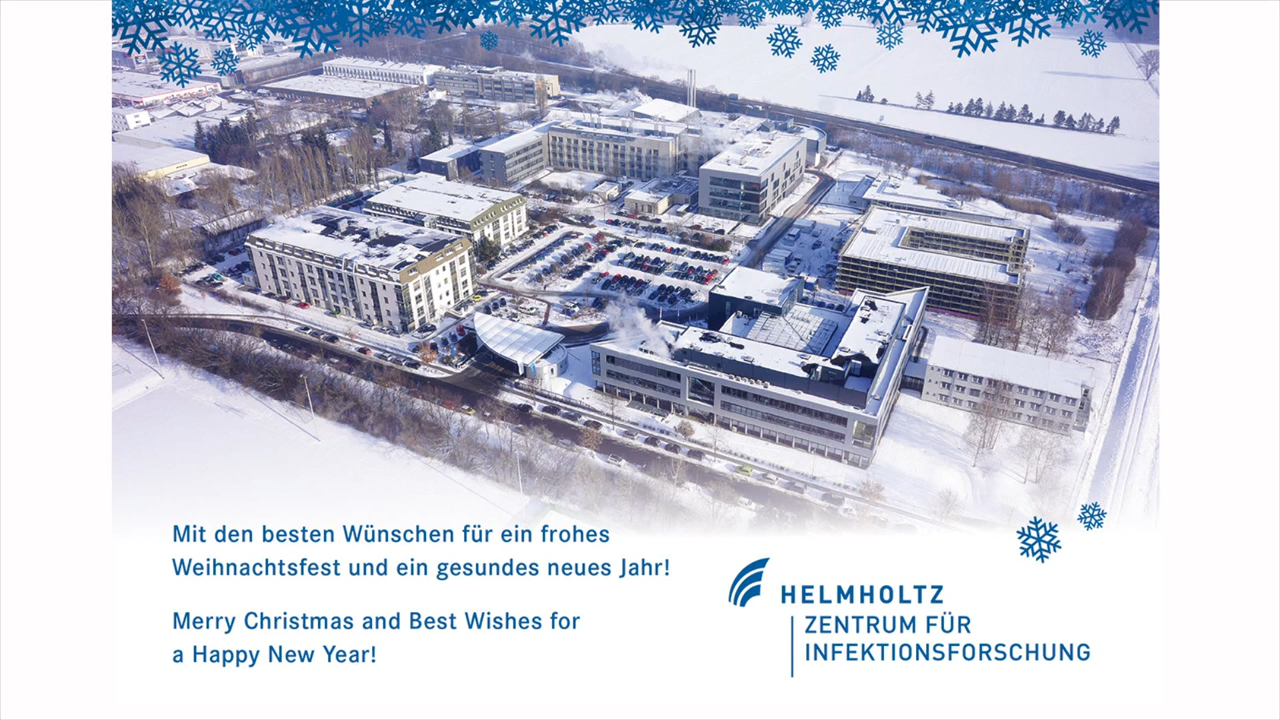 Mit den besten Wünschen für ein frohes
Weihnachtsfest und ein gesundes neues Jahr!
Merry Christmas and Best Wishes for
a Happy New Year!
HELMHOLTZ
ZENTRUM FÜR
INFEKTIONSFORSCHUNG